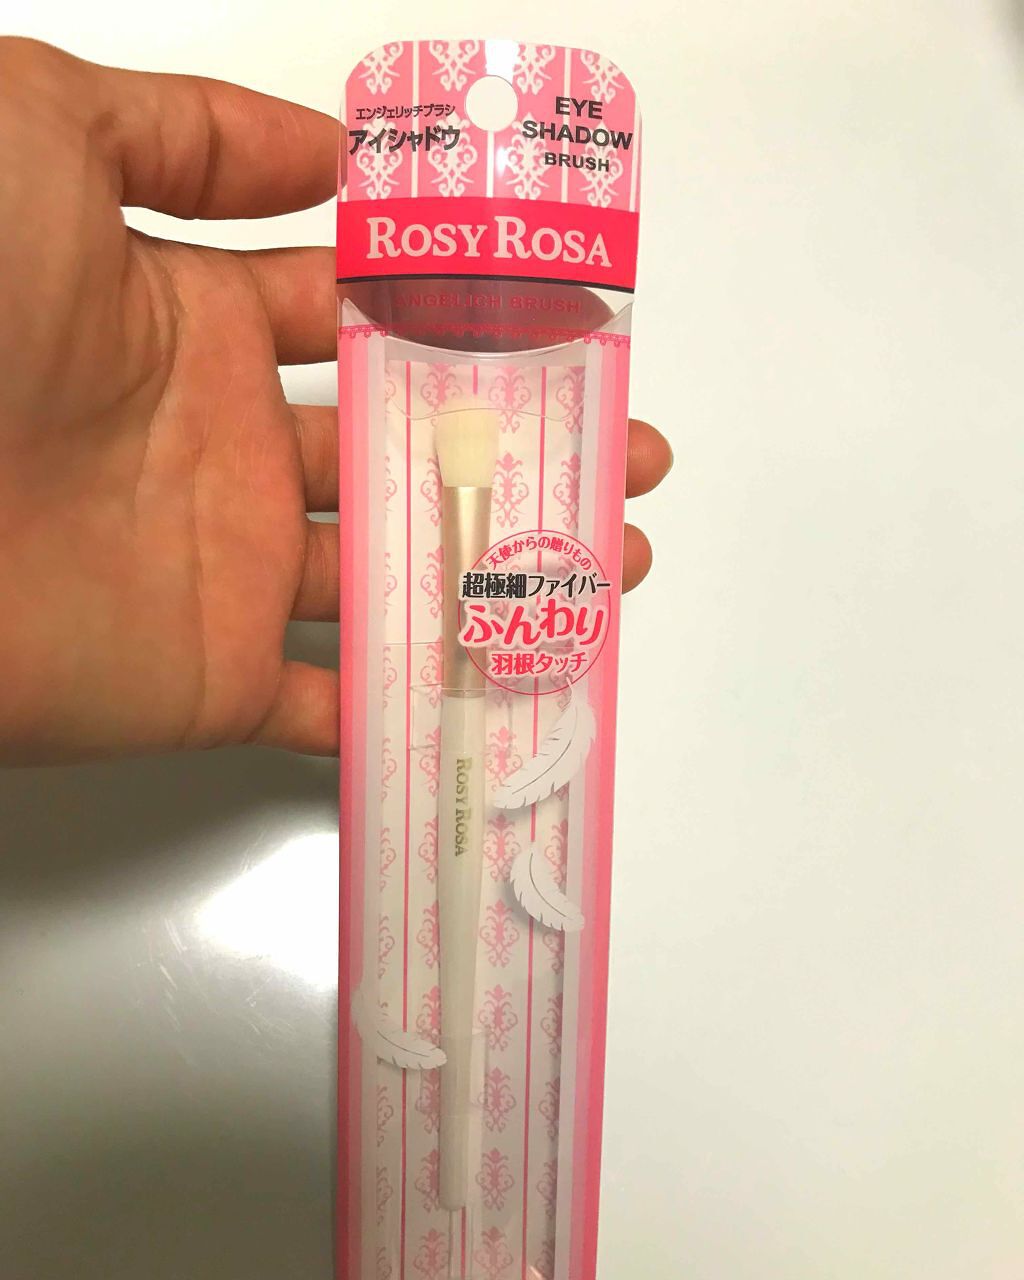 エンジェリッチブラシ
アイシャドウ
EYE
SHADOW
BRUSH
ROSY ROSA
ANGELICH BRUSH
天使からの贈りもの
超極細ファイバー
ふんわり
羽根タッチ
ROSY ROSA